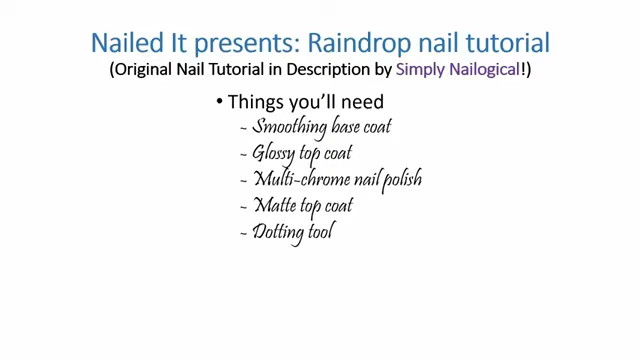 Nailed It presents: Raindrop nail tutorial
(Original Nail Tutorial in Description by Simply Nailogical!)
• Things you’ll need
~ Smoothing base coat
~ Glossy top coat
~ Multi-chrome nail polish
~ Matte top coat
~ Dotting tool